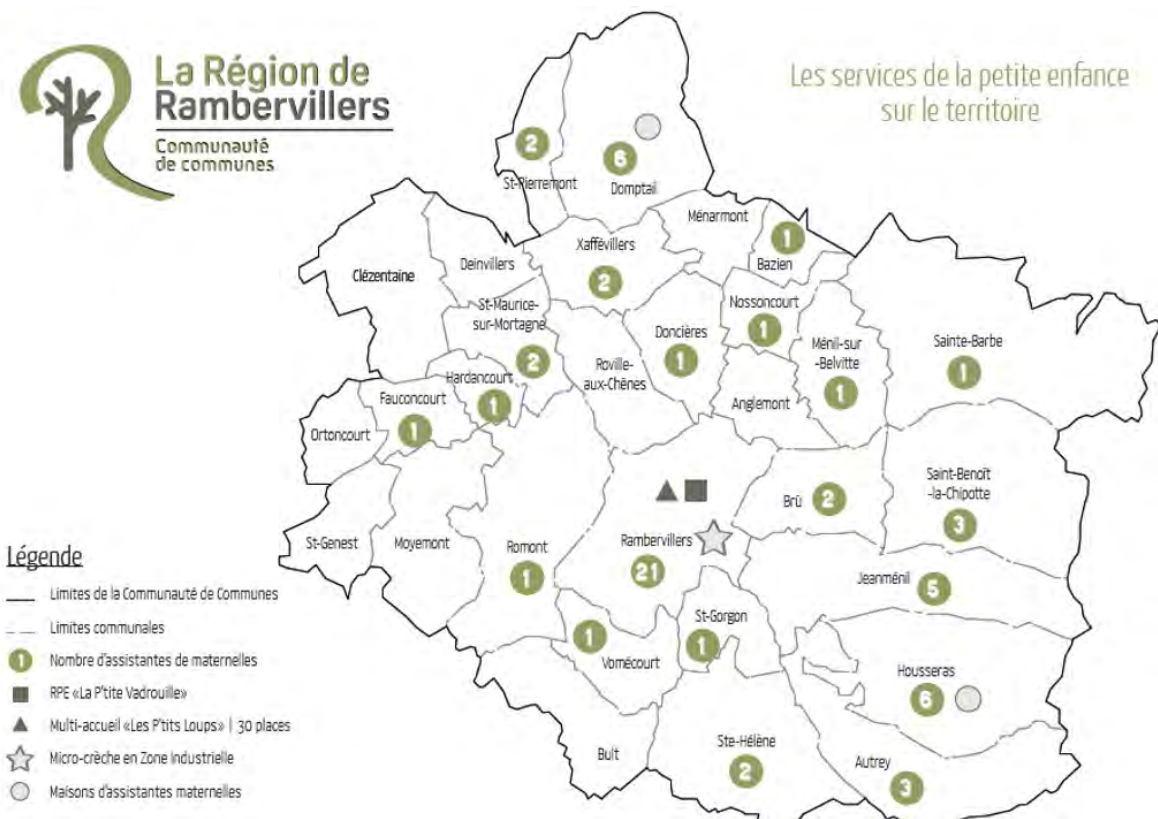 La Région de
Rambervillers
Communauté
de communes
Les services de la petite enfance
sur le territoire
2
St-Pierremont
6
Domptail
Ménarmont
1
Bazien
Xaffévillers
2
Clézentaine
Deinvillers
St-Maurice-
sur-Mortagne
2
Nossoncourt
1
Doncières
1
Ménil-sur
-Belvitte
1
Sainte-Barbe
1
Roville-
aux-Chênes
Hardancourt
1
Fauconcourt
1
Anglemont
Ortoncourt
Saint-Benoît
-la-Chipotte
3
Brû
2
St-Genest
Moyemont
Romont
1
Rambervillers
21
Jeanménil
5
St-Gorgon
1
1
Vomécourt
Housseras
6
Bult
Ste-Hélène
2
Autrey
3
Légende
Limites de la Communauté de Communes
Limites communales
1
Nombre d'assistantes de maternelles
RPE «La P'tite Vadrouille»
Multi-accueil «Les P'tits Loups» | 30 places
Micro-crèche en Zone Industrielle
Maisons d'assistantes maternelles